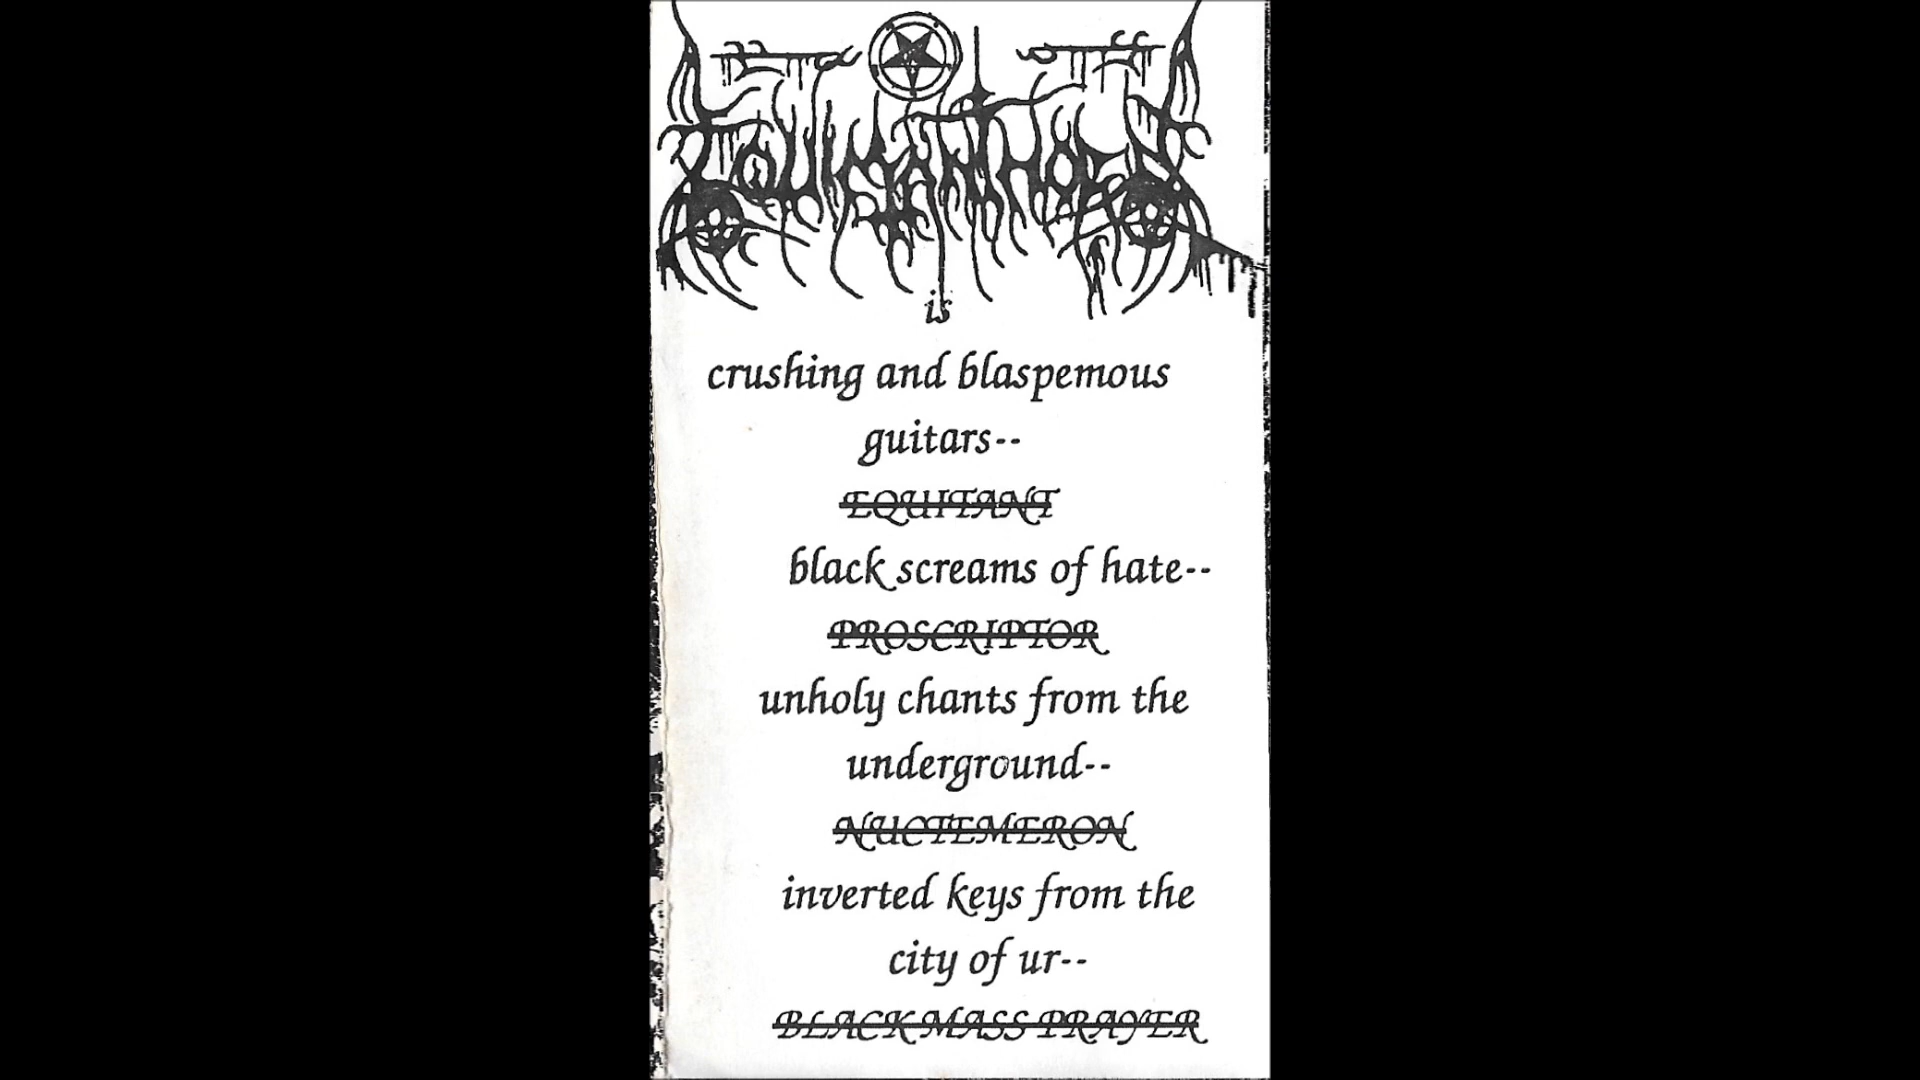 EQUIMANTHORN
is
crushing and blaspemous
guitars--
EQUITANT
black screams of hate--
PROSCRIPTOR
unholy chants from the
underground--
NUCTEMERON
inverted keys from the
city of ur--
BLACK MASS PRAYER